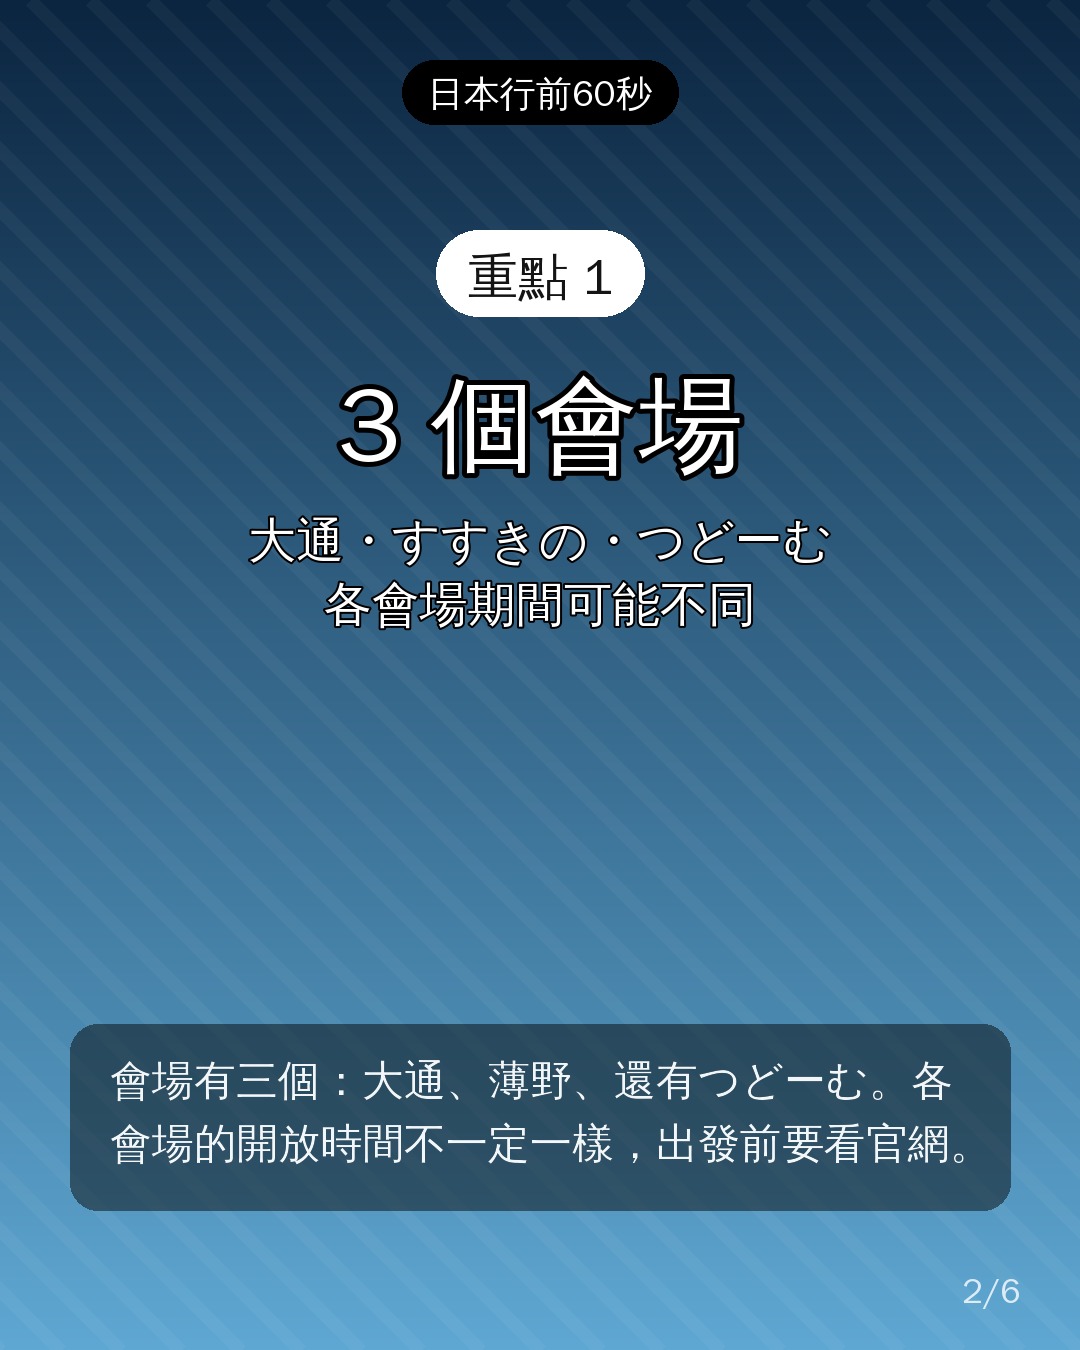 日本行前60秒
重點 1
3 個會場
大通・すすきの・つどーむ
各會場期間可能不同
會場有三個：大通、薄野、還有つどーむ。各
會場的開放時間不一定一樣，出發前要看官網。
2/6